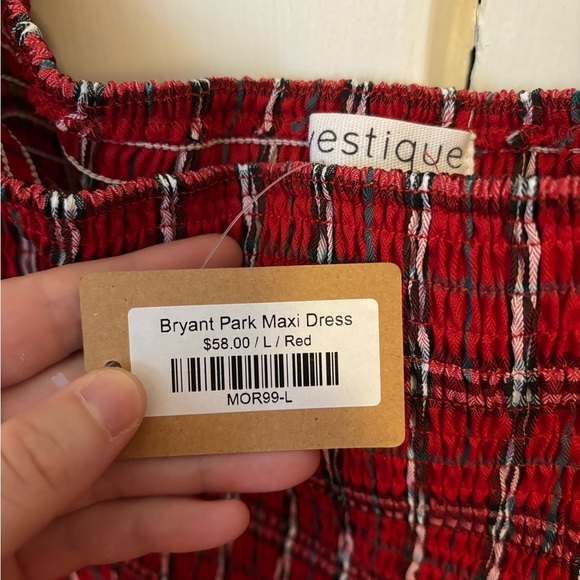 vestique
Bryant Park Maxi Dress
$58.00 / L / Red
MOR99-L